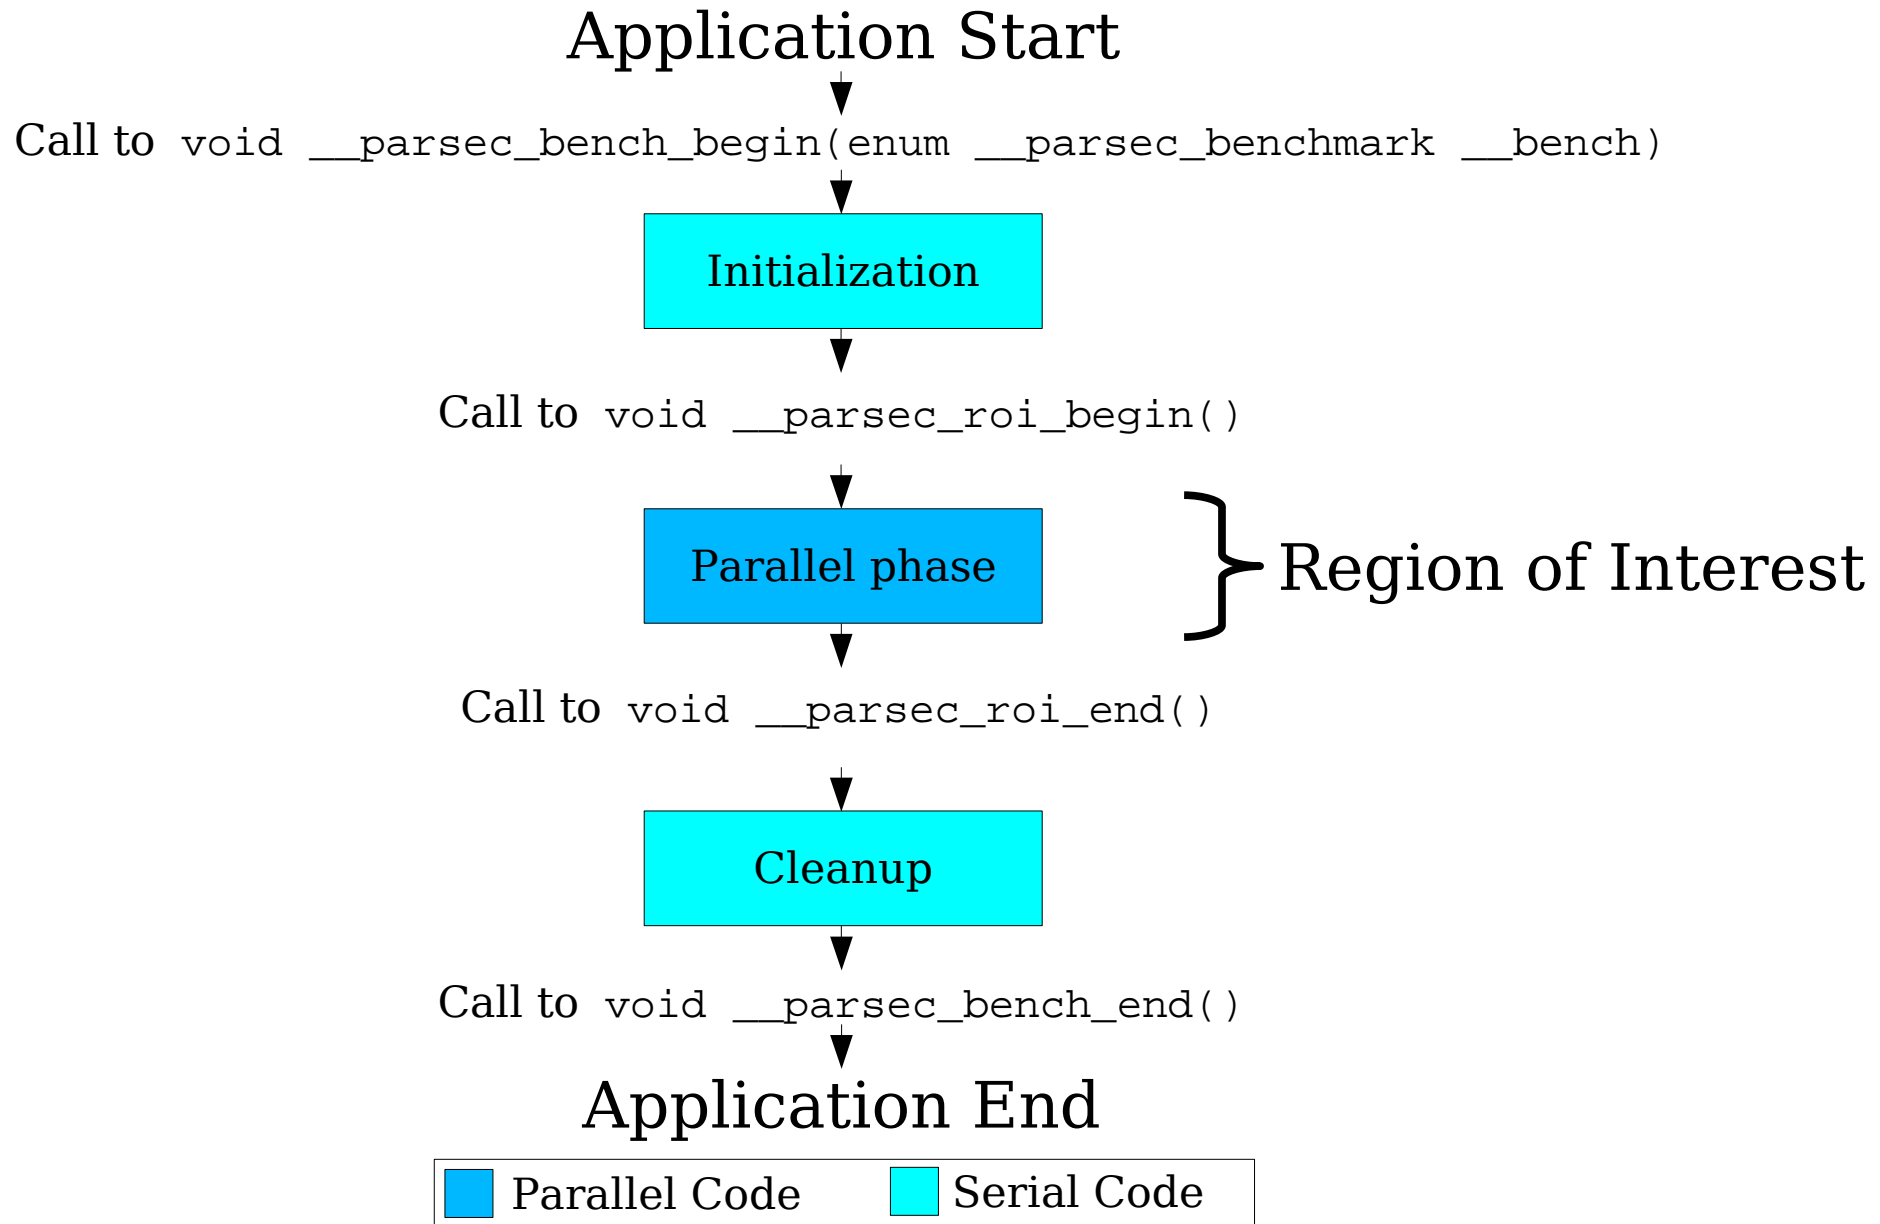 Application Start
Call to void __parsec_bench_begin(enum __parsec_benchmark __bench)
Initialization
Call to void __parsec_roi_begin()
Parallel phase
Region of Interest
Call to void __parsec_roi_end()
Cleanup
Call to void __parsec_bench_end()
Application End
Parallel Code
Serial Code